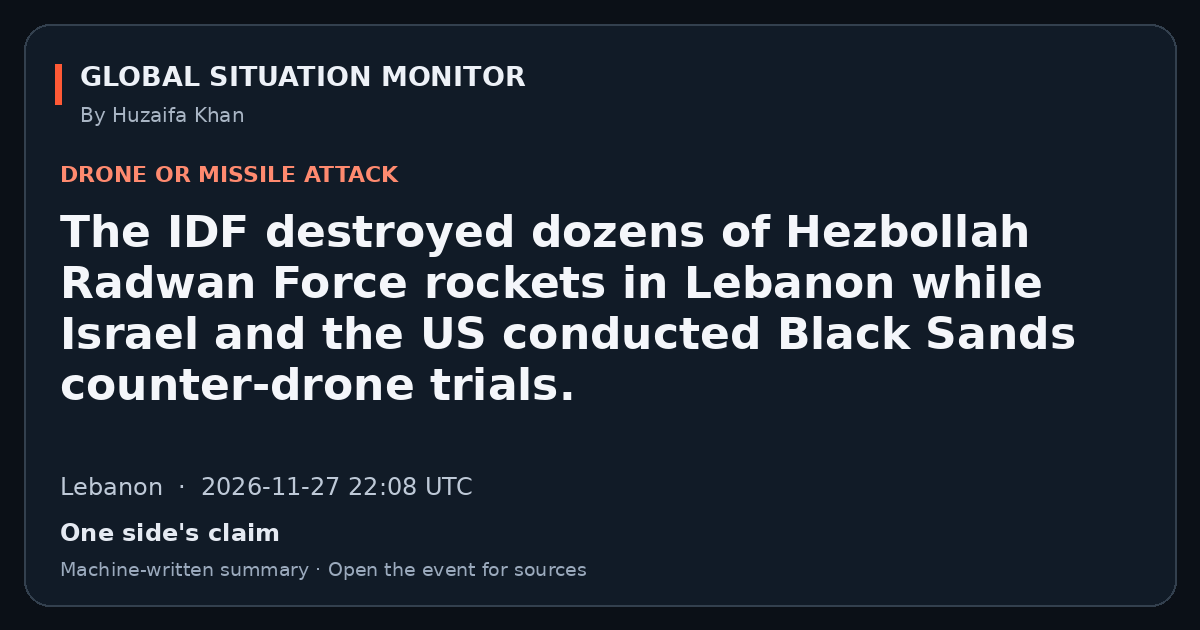 GLOBAL SITUATION MONITOR
By Huzaifa Khan
DRONE OR MISSILE ATTACK
The IDF destroyed dozens of Hezbollah
Radwan Force rockets in Lebanon while
Israel and the US conducted Black Sands
counter-drone trials.
Lebanon · 2026-11-27 22:08 UTC
One side's claim
Machine-written summary · Open the event for sources